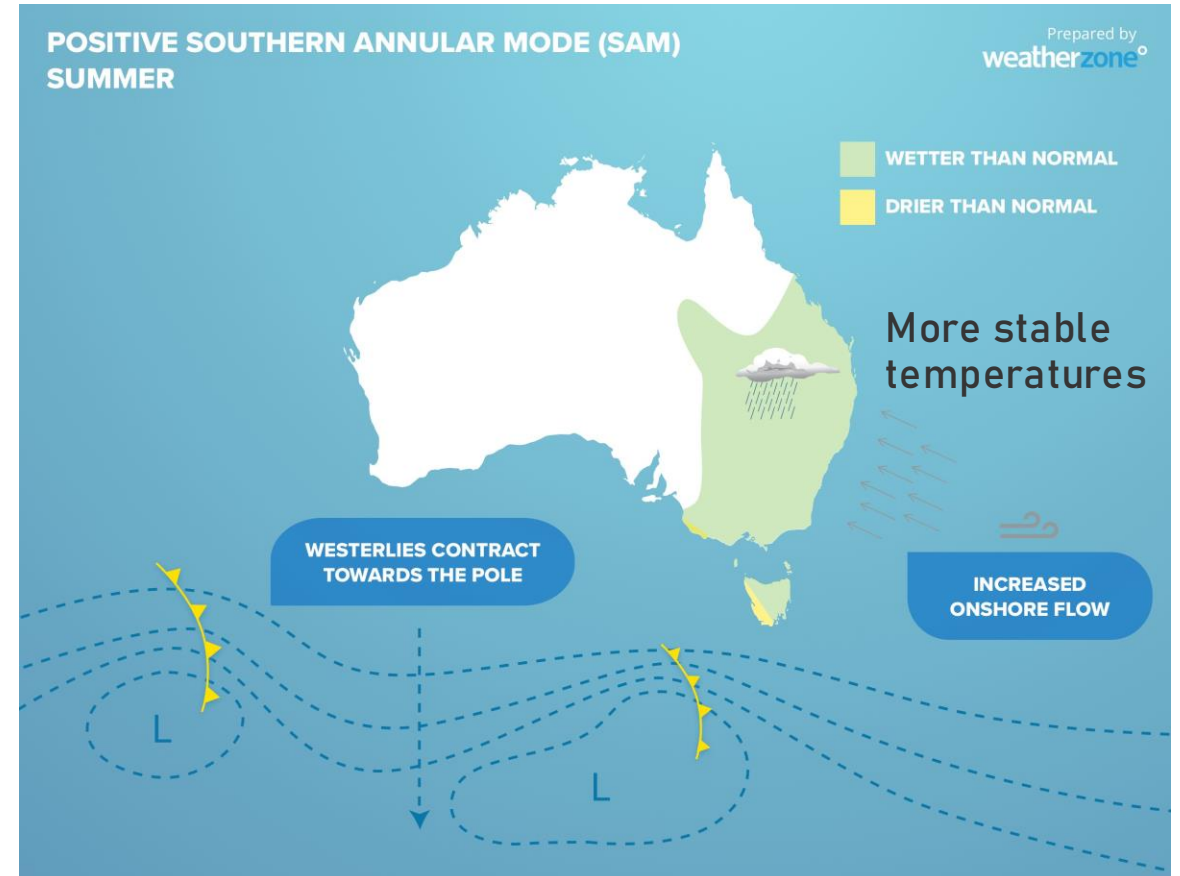 POSITIVE SOUTHERN ANNULAR MODE (SAM)
SUMMER
Prepared by
weatherzone°
WETTER THAN NORMAL
DRIER THAN NORMAL
More stable
temperatures
WESTERLIES CONTRACT
TOWARDS THE POLE
INCREASED
ONSHORE FLOW
L
L